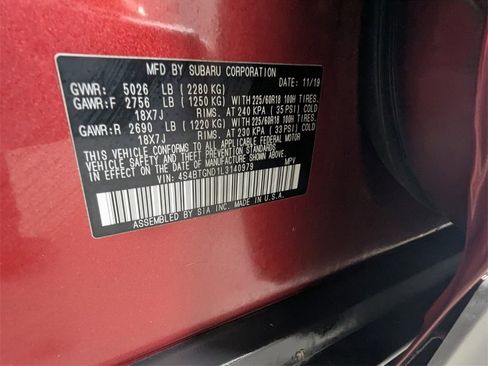 MFD BY SUBARU CORPORATION DATE: 11/19
GVWR: 5026 LB (2280 KG)
GAWR:F 2756 LB (1250 KG) WITH 225/60R18 100H TIRES.
18X7J RIMS. AT 240 KPA (35 PSI) COLD
GAWR:R 2690 LB (1220 KG) WITH 225/60R18 100H TIRES.
18X7J RIMS. AT 230 KPA (33 PSI) COLD
THIS VEHICLE CONFORMS TO ALL APPLICABLE FEDERAL MOTOR
VEHICLE SAFETY AND THEFT PREVENTION STANDARDS
IN EFFECT ON THE DATE OF MANUFACTURE SHOWN ABOVE.
VIN: 4S4BTGND1L3140979 MPV
ASSEMBLED BY SIA INC. MADE IN U.S.A.